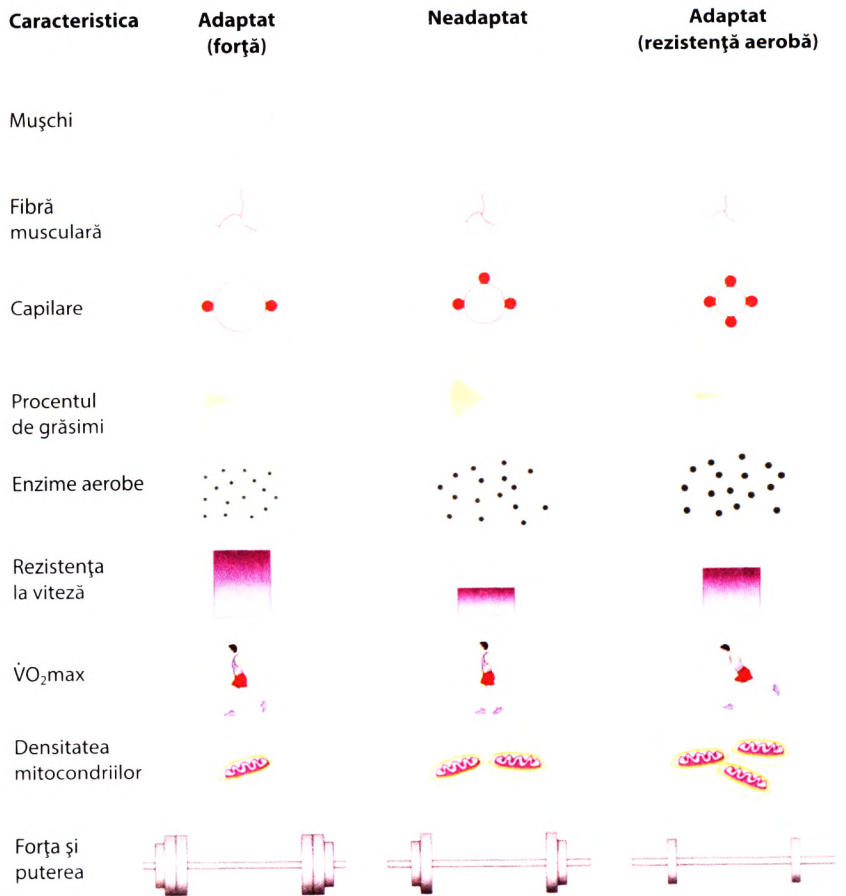 Caracteristica Adaptat Neadaptat Adaptat
(forţă) (rezistenţă aerobă)
Muşchi
Fibră
musculară
Capilare
Procentul
de grăsimi
Enzime aerobe
Rezistenţa
la viteză
V̇O₂max
Densitatea
mitocondriilor
Forţa şi
puterea